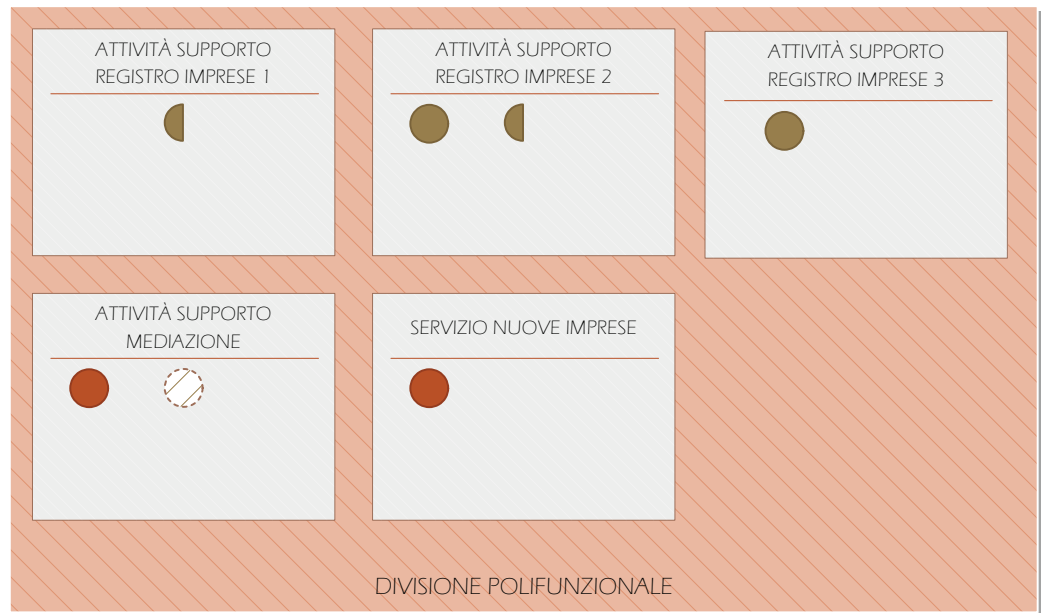 ATTIVITÀ SUPPORTO
REGISTRO IMPRESE 1
ATTIVITÀ SUPPORTO
REGISTRO IMPRESE 2
ATTIVITÀ SUPPORTO
REGISTRO IMPRESE 3
ATTIVITÀ SUPPORTO
MEDIAZIONE
SERVIZIO NUOVE IMPRESE
DIVISIONE POLIFUNZIONALE